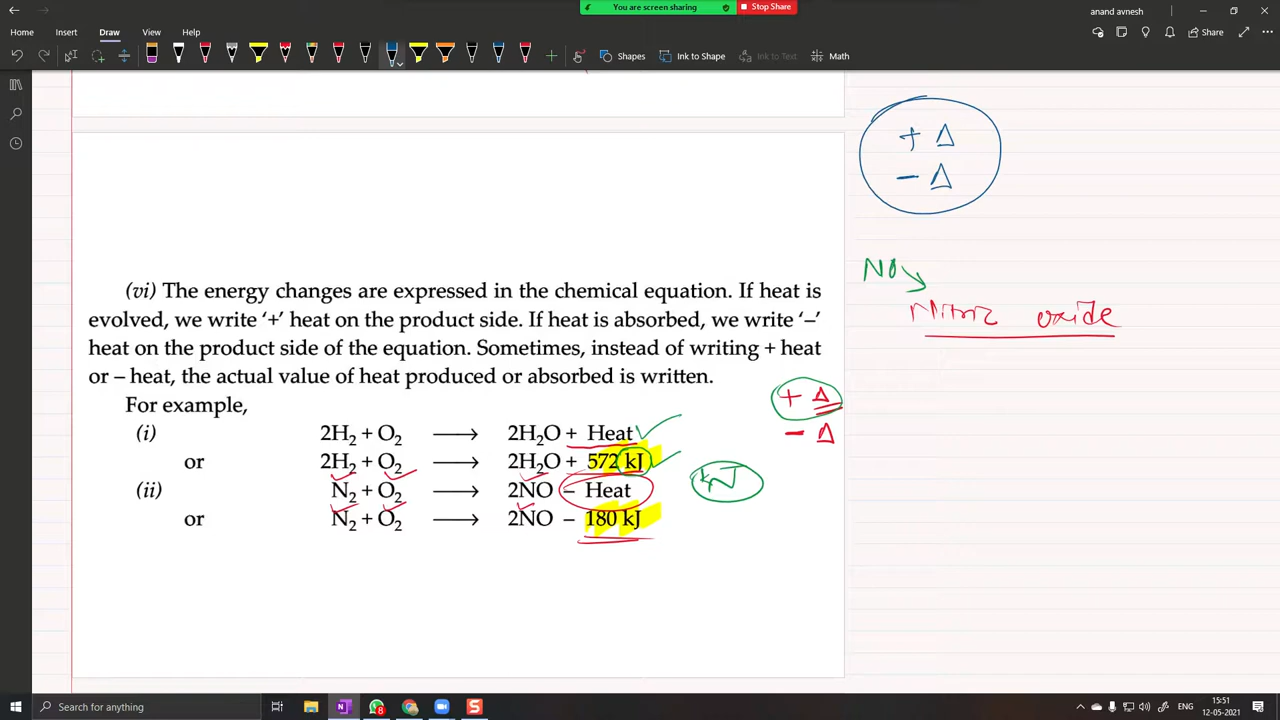 You are screen sharing
Stop Share
anand avnesh
Home Insert Draw View Help
Shapes Ink to Shape Ink to Text Math Share
+ Δ
- Δ
NO
Nitric oxide
(vi) The energy changes are expressed in the chemical equation. If heat is
evolved, we write ‘+’ heat on the product side. If heat is absorbed, we write ‘–’
heat on the product side of the equation. Sometimes, instead of writing + heat
or – heat, the actual value of heat produced or absorbed is written.
For example,
+ Δ
- Δ
(i) 2H₂ + O₂ ⟶ 2H₂O + Heat
or 2H₂ + O₂ ⟶ 2H₂O + 572 kJ
kJ
(ii) N₂ + O₂ ⟶ 2NO – Heat
or N₂ + O₂ ⟶ 2NO – 180 kJ
Search for anything
8
15:51
ENG
12-05-2021